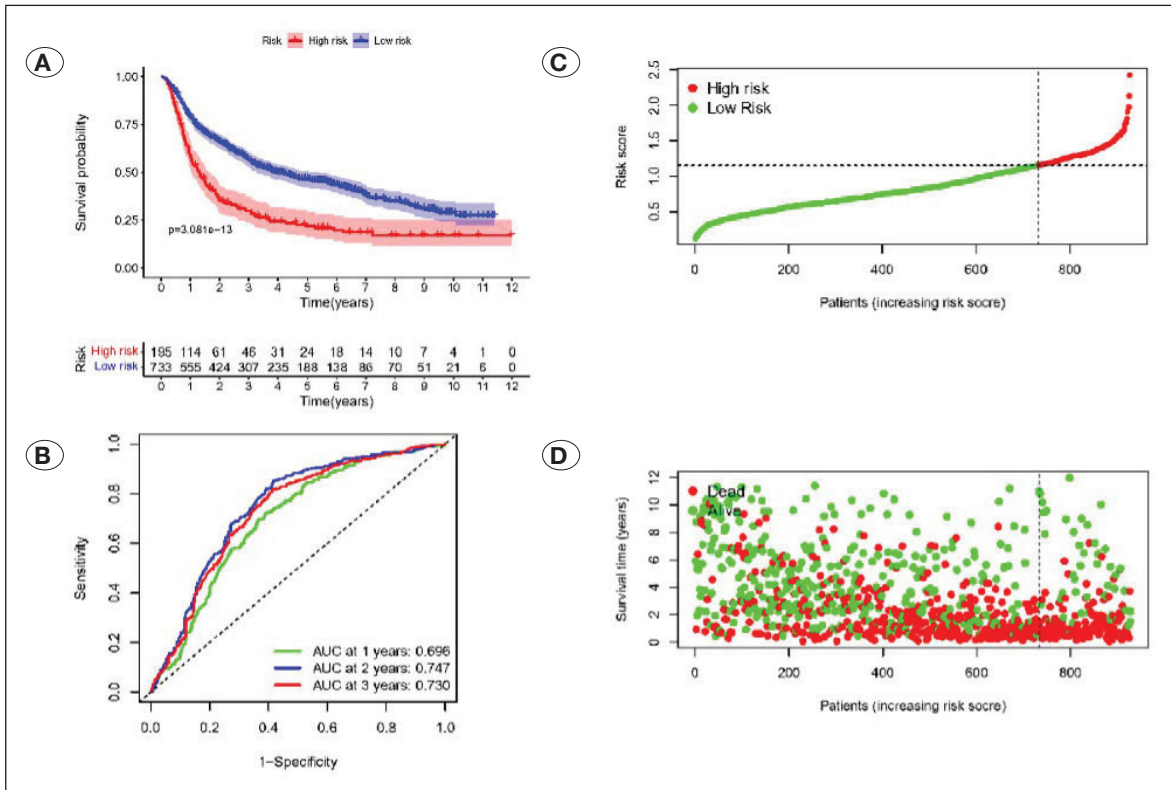 A
Risk High risk Low risk
1.00
0.75
0.50
0.25
0.00
Survival probability
p=3.081e-13
0 1 2 3 4 5 6 7 8 9 10 11 12
Time(years)
Risk
High risk 195 114 61 46 31 24 18 14 10 7 4 1 0
Low risk 733 555 424 307 235 188 138 86 70 51 21 6 0
0 1 2 3 4 5 6 7 8 9 10 11 12
Time(years)
B
1.0
0.8
0.6
0.4
0.2
0.0
Sensitivity
AUC at 1 years: 0.696
AUC at 2 years: 0.747
AUC at 3 years: 0.730
0.0 0.2 0.4 0.6 0.8 1.0
1-Specificity
C
2.5
2.0
1.5
1.0
0.5
Risk score
High risk
Low Risk
0 200 400 600 800
Patients (increasing risk socre)
D
12
10
8
6
4
2
0
Survival time (years)
Dead
Alive
0 200 400 600 800
Patients (increasing risk socre)